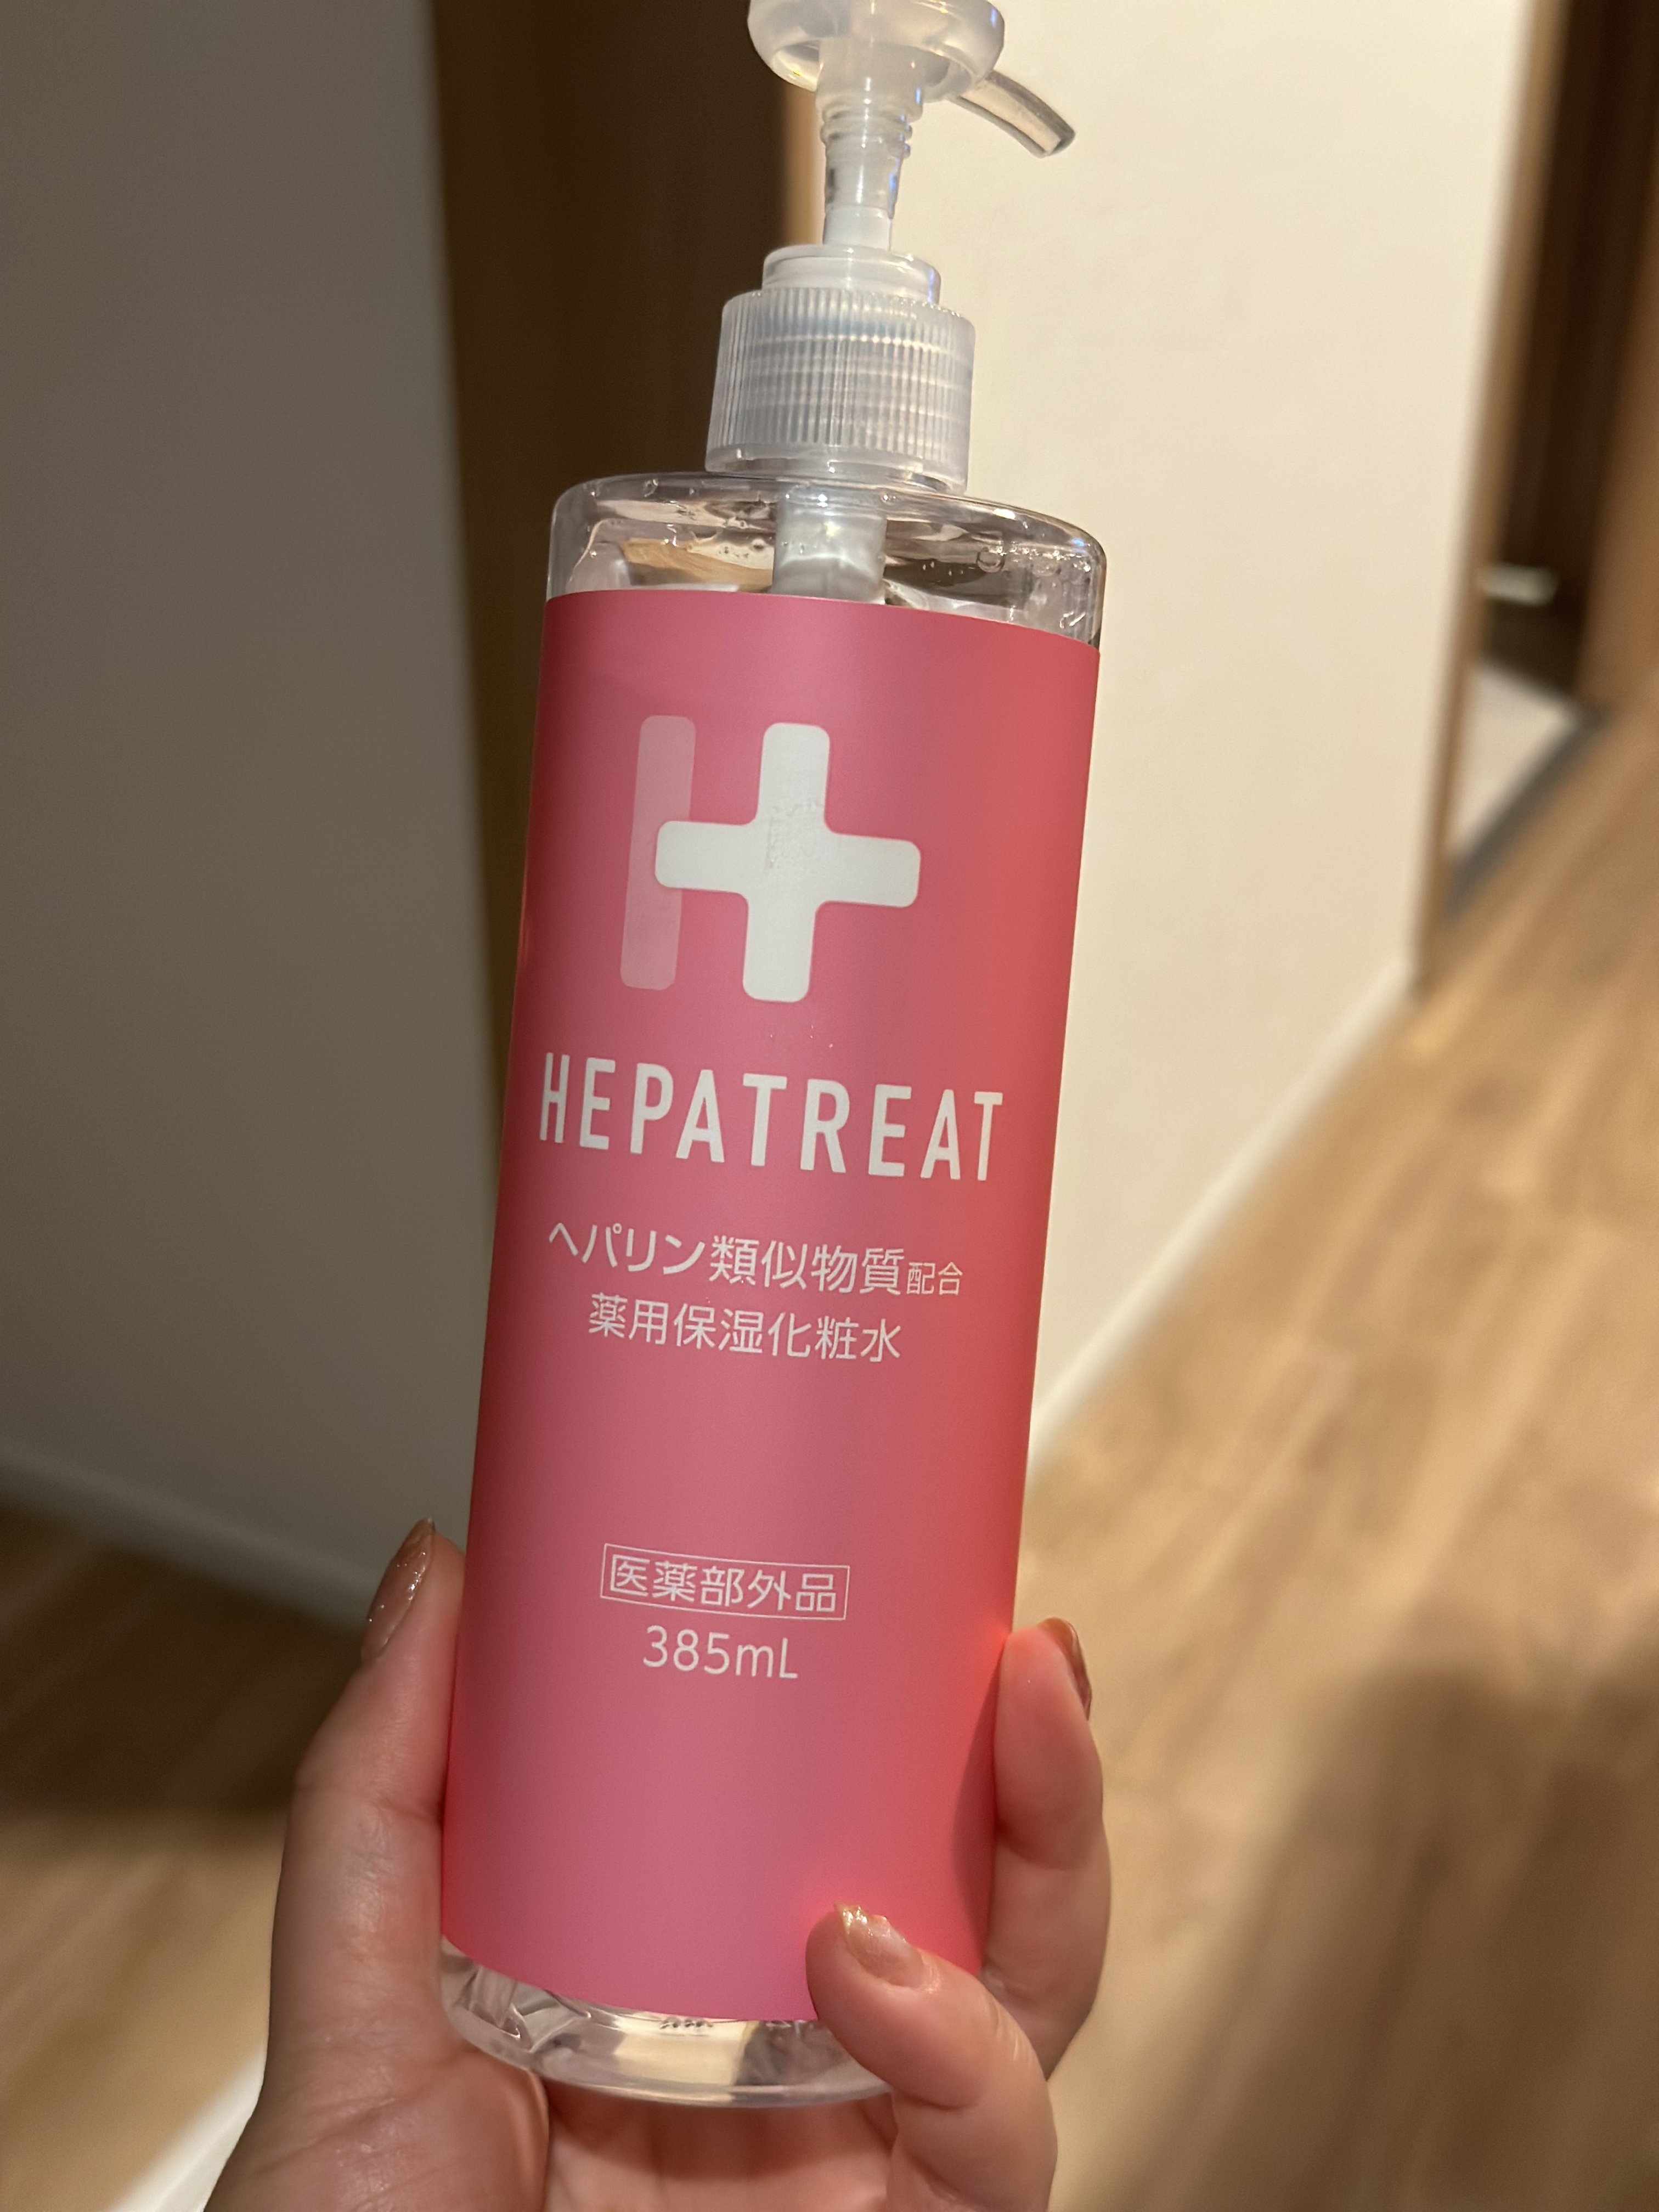 HEPATREAT
ヘパリン類似物質配合
薬用保湿化粧水
医薬部外品
385mL